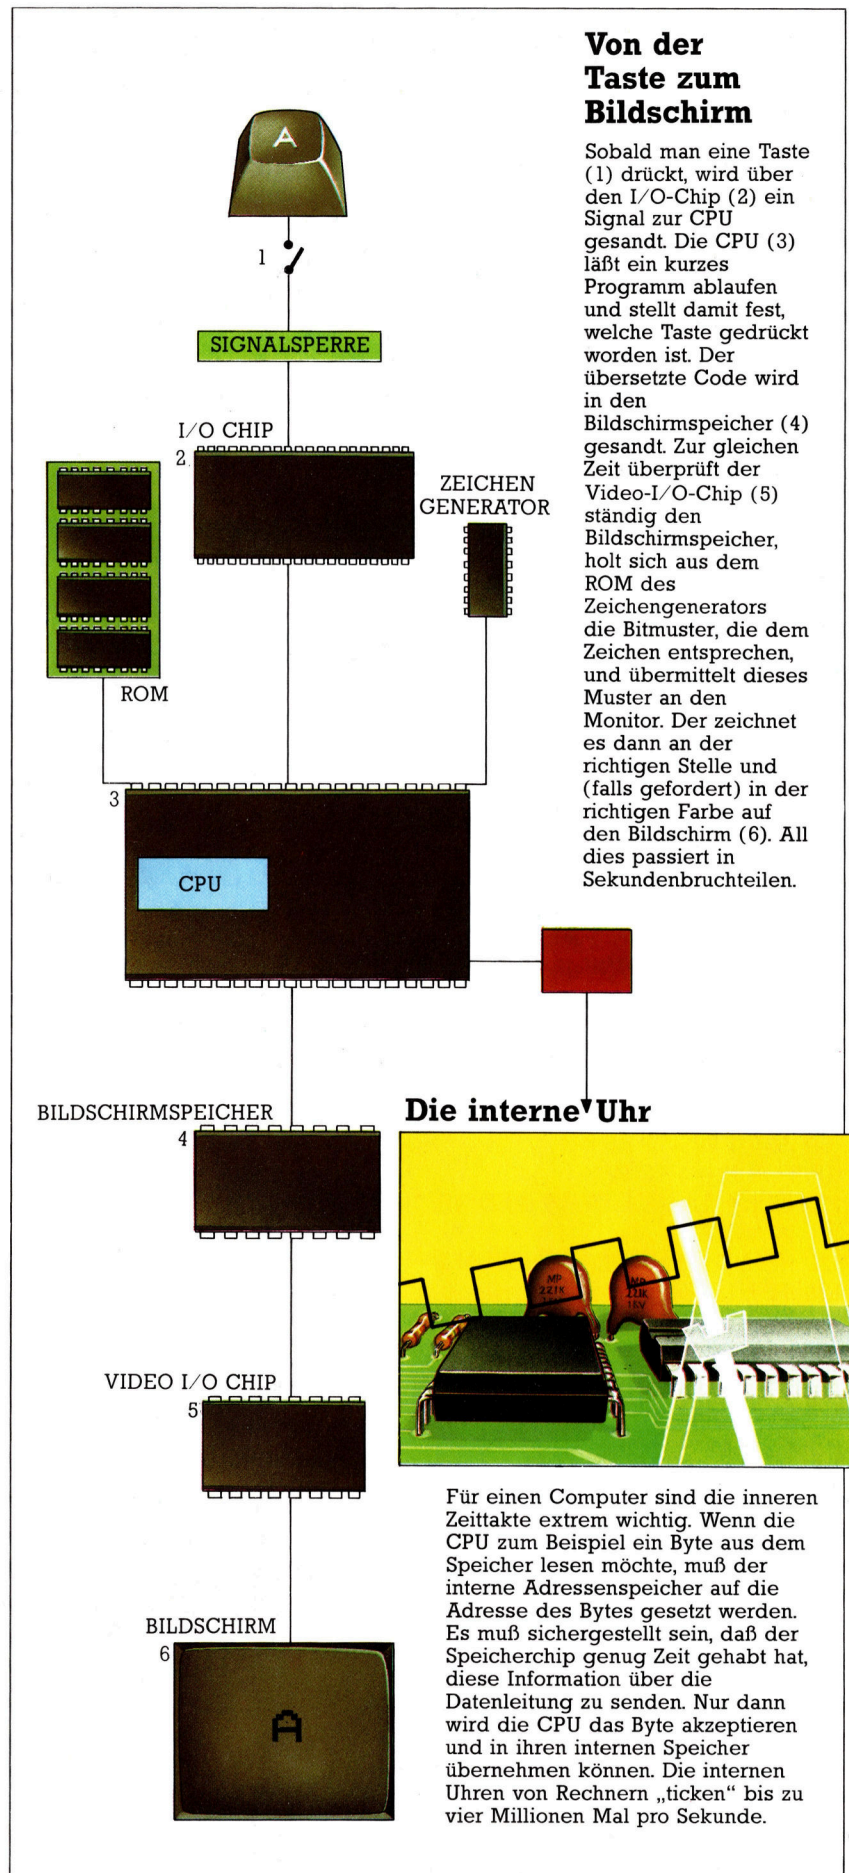 Von der
Taste zum
Bildschirm
Sobald man eine Taste
(1) drückt, wird über
den I/O-Chip (2) ein
Signal zur CPU
gesandt. Die CPU (3)
läßt ein kurzes
Programm ablaufen
und stellt damit fest,
welche Taste gedrückt
worden ist. Der
übersetzte Code wird
in den
Bildschirmspeicher (4)
gesandt. Zur gleichen
Zeit überprüft der
Video-I/O-Chip (5)
ständig den
Bildschirmspeicher,
holt sich aus dem
ROM des
Zeichengenerators
die Bitmuster, die dem
Zeichen entsprechen,
und übermittelt dieses
Muster an den
Monitor. Der zeichnet
es dann an der
richtigen Stelle und
(falls gefordert) in der
richtigen Farbe auf
den Bildschirm (6). All
dies passiert in
Sekundenbruchteilen.
A
1
SIGNALSPERRE
I/O CHIP
2
ZEICHEN
GENERATOR
ROM
3
CPU
BILDSCHIRMSPEICHER
4
VIDEO I/O CHIP
5
BILDSCHIRM
6
A
Die interne Uhr
MP
221K
MP
221K
1KV
Für einen Computer sind die inneren
Zeittakte extrem wichtig. Wenn die
CPU zum Beispiel ein Byte aus dem
Speicher lesen möchte, muß der
interne Adressenspeicher auf die
Adresse des Bytes gesetzt werden.
Es muß sichergestellt sein, daß der
Speicherchip genug Zeit gehabt hat,
diese Information über die
Datenleitung zu senden. Nur dann
wird die CPU das Byte akzeptieren
und in ihren internen Speicher
übernehmen können. Die internen
Uhren von Rechnern „ticken“ bis zu
vier Millionen Mal pro Sekunde.